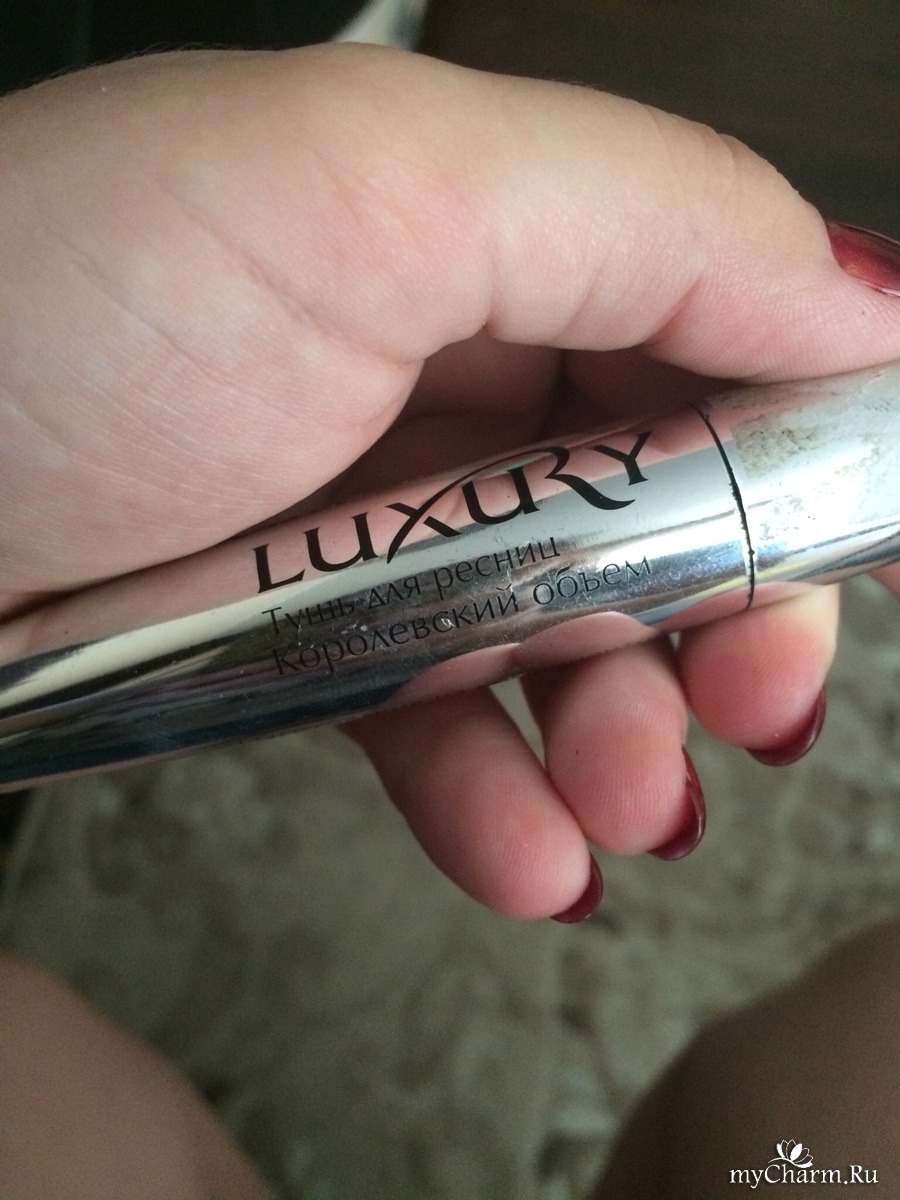 LUXURY
Тушь для ресниц
Королевский объем
myCharm.Ru